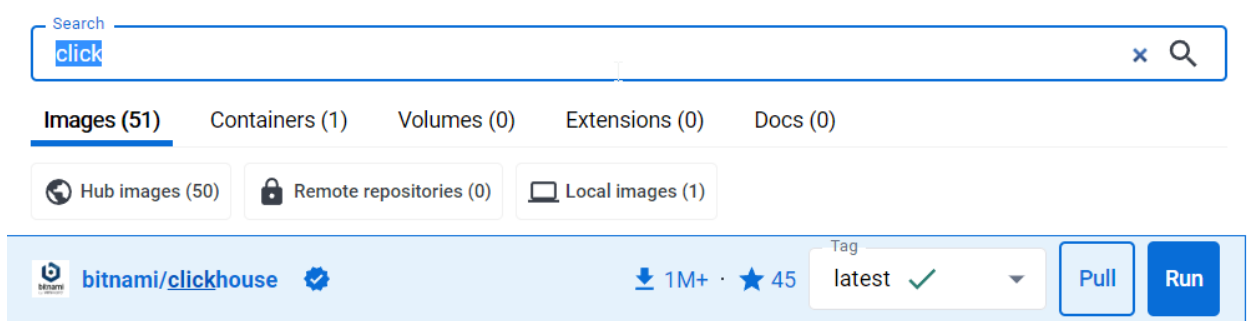 Search
click
Images (51) Containers (1) Volumes (0) Extensions (0) Docs (0)
Hub images (50) Remote repositories (0) Local images (1)
Tag
bitnami/clickhouse 1M+ · 45 latest Pull Run
bitnami